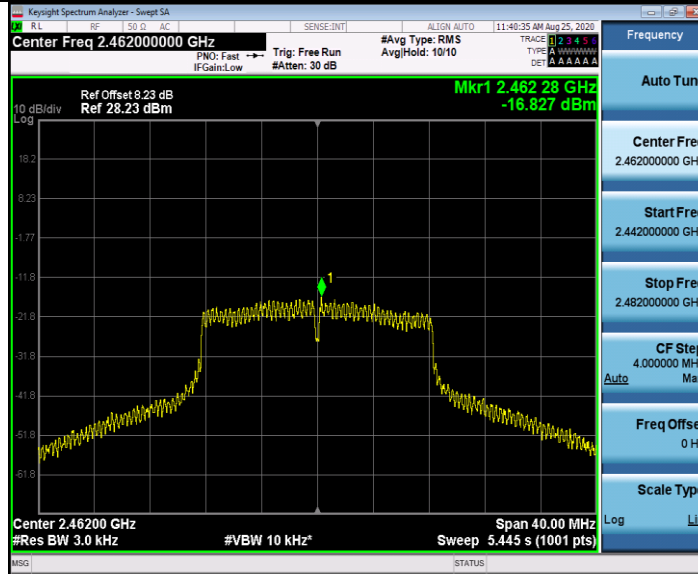 Keysight Spectrum Analyzer - Swept SA
RL RF 50 Ω AC SENSE:INT ALIGN AUTO 11:40:35 AM Aug 25, 2020
Center Freq 2.462000000 GHz
PNO: Fast
IFGain:Low
Trig: Free Run
#Atten: 30 dB
#Avg Type: RMS
Avg|Hold: 10/10
TRACE 1 2 3 4 5 6
TYPE A WWWWW
DET A A A A A A
Ref Offset 8.23 dB
Ref 28.23 dBm
10 dB/div
Log
Mkr1 2.462 28 GHz
-16.827 dBm
18.2
8.23
-1.77
-11.8
-21.8
-31.8
-41.8
-51.8
-61.8
1
Center 2.46200 GHz
#Res BW 3.0 kHz
#VBW 10 kHz*
Span 40.00 MHz
Sweep 5.445 s (1001 pts)
MSG
STATUS
Frequency
Auto Tun
Center Fre
2.462000000 GH
Start Fre
2.442000000 GH
Stop Fre
2.482000000 GH
CF Ste
4.000000 MH
Auto Ma
Freq Offse
0 H
Scale Typ
Log Li